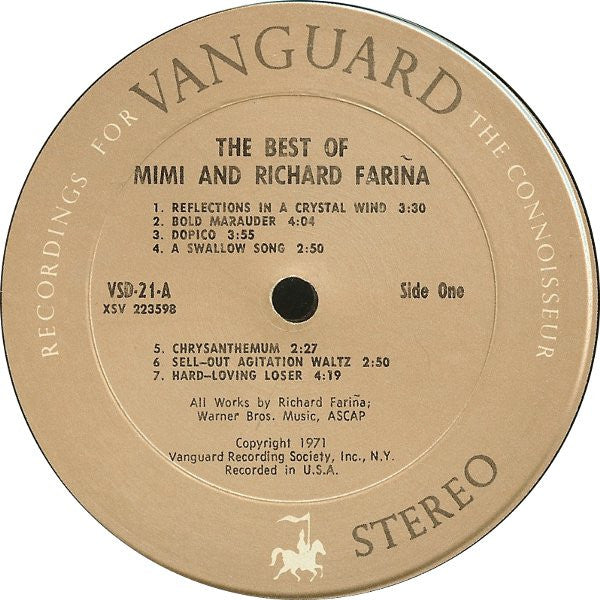 RECORDINGS FOR VANGUARD THE CONNOISSEUR
THE BEST OF
MIMI AND RICHARD FARIÑA
1. REFLECTIONS IN A CRYSTAL WIND 3:30
2. BOLD MARAUDER 4:04
3. DOPICO 3:55
4. A SWALLOW SONG 2:50
VSD-21-A
XSV 223598
Side One
5. CHRYSANTHEMUM 2:27
6 SELL-OUT AGITATION WALTZ 2:50
7. HARD-LOVING LOSER 4:19
All Works by Richard Fariña;
Warner Bros. Music, ASCAP
Copyright 1971
Vanguard Recording Society, Inc., N.Y.
Recorded in U.S.A.
STEREO